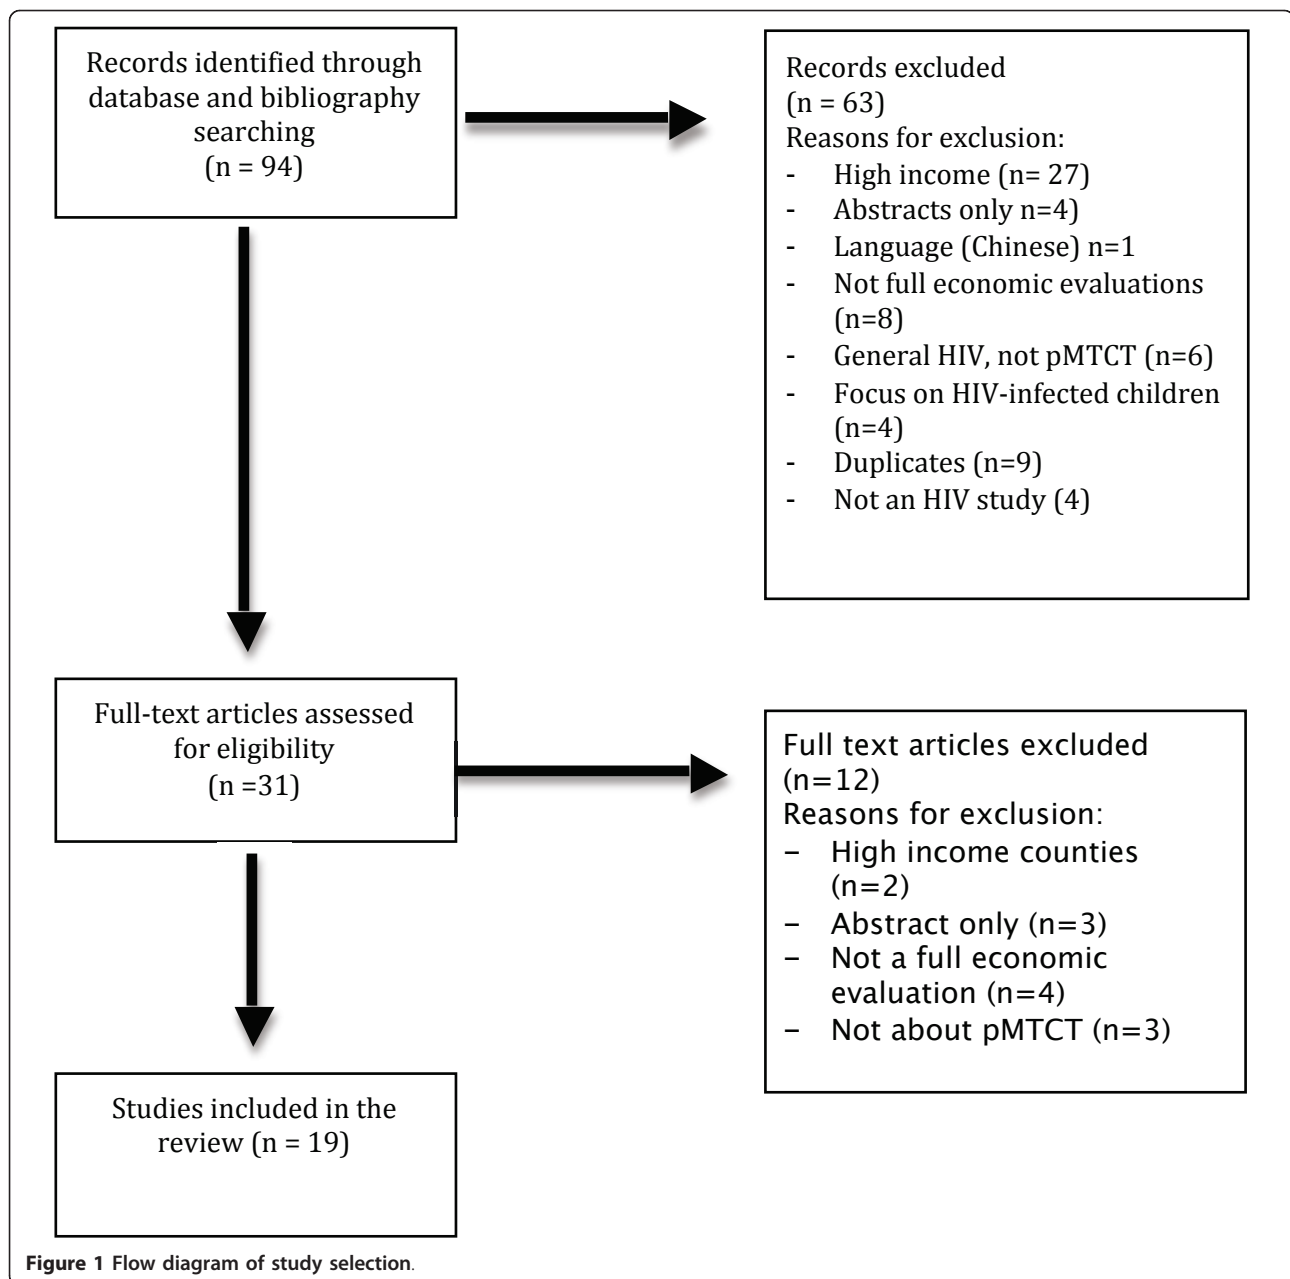 Records identified through
database and bibliography
searching
(n = 94)
Records excluded
(n = 63)
Reasons for exclusion:
- High income (n= 27)
- Abstracts only n=4)
- Language (Chinese) n=1
- Not full economic evaluations
(n=8)
- General HIV, not pMTCT (n=6)
- Focus on HIV-infected children
(n=4)
- Duplicates (n=9)
- Not an HIV study (4)
Full-text articles assessed
for eligibility
(n =31)
Full text articles excluded
(n=12)
Reasons for exclusion:
– High income counties
(n=2)
– Abstract only (n=3)
– Not a full economic
evaluation (n=4)
– Not about pMTCT (n=3)
Studies included in the
review (n = 19)
Figure 1 Flow diagram of study selection.